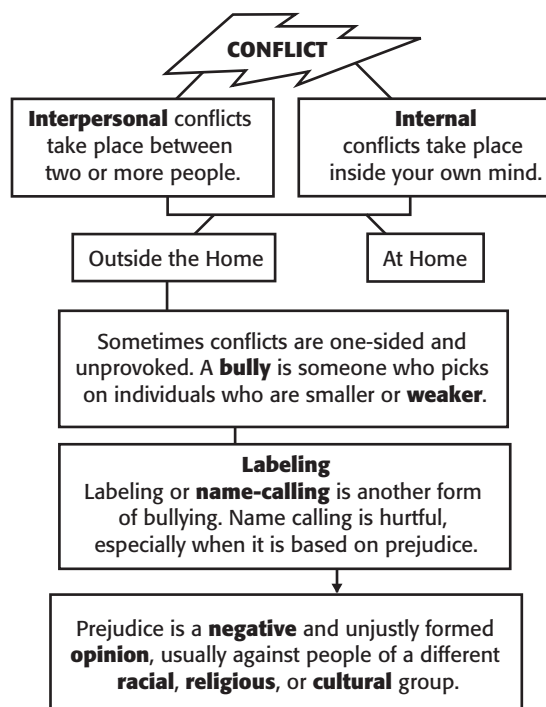 CONFLICT
Interpersonal conflicts
take place between
two or more people.
Internal
conflicts take place
inside your own mind.
Outside the Home
At Home
Sometimes conflicts are one-sided and
unprovoked. A bully is someone who picks
on individuals who are smaller or weaker.
Labeling
Labeling or name-calling is another form
of bullying. Name calling is hurtful,
especially when it is based on prejudice.
Prejudice is a negative and unjustly formed
opinion, usually against people of a different
racial, religious, or cultural group.